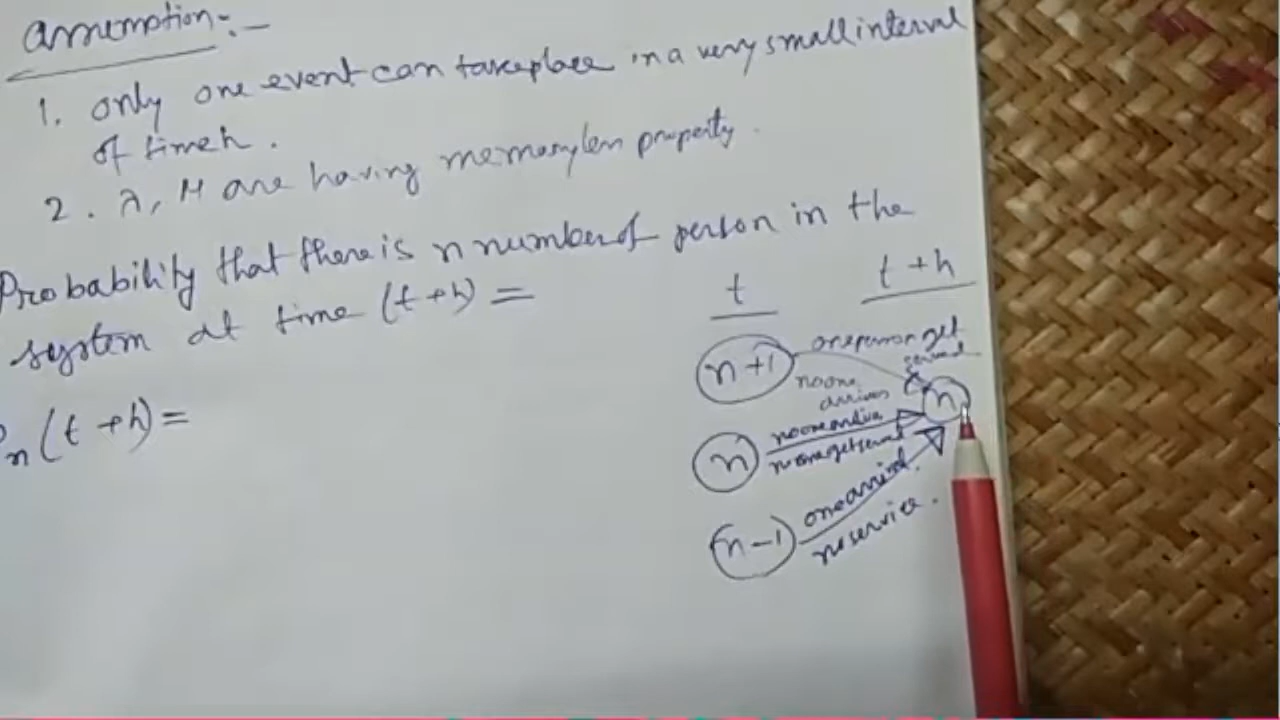 assumption:-
1. only one event can take place in a very small interval
of time h.
2. λ, μ are having memoryless property.
Probability that there is n number of person in the
system at time (t+h) =
t
t+h
n+1
one person get
served
no one
arrives
n
Pn(t+h)=
n
no one arrive
no one get served
n-1
one arrival.
no service.